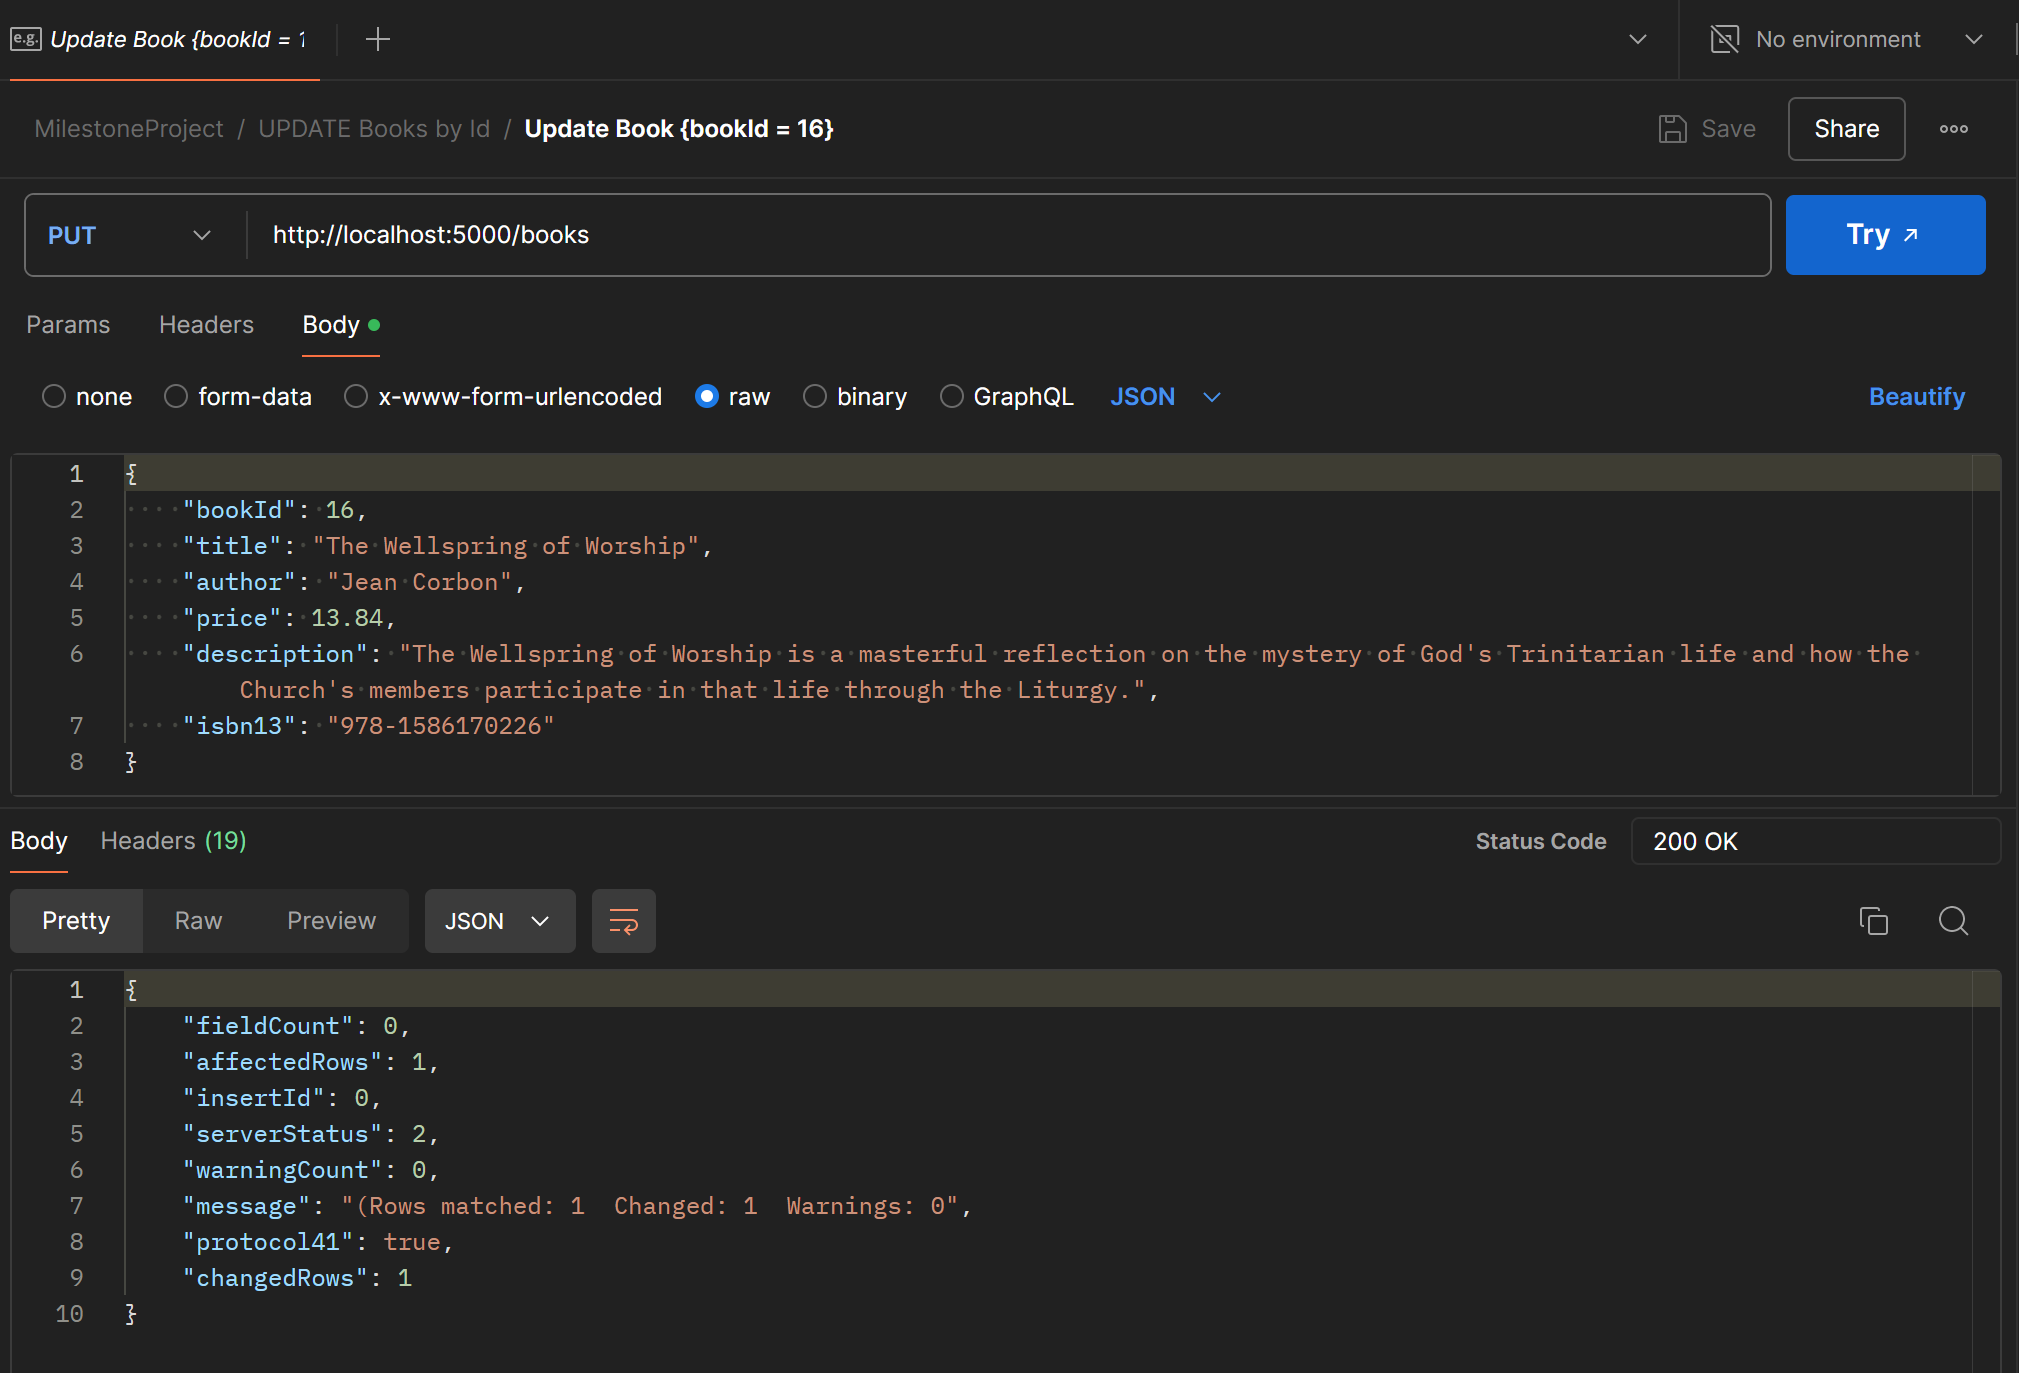 e.g. Update Book {bookId = 1
No environment
MilestoneProject / UPDATE Books by Id / Update Book {bookId = 16}
Save Share
PUT http://localhost:5000/books Try
Params Headers Body
none form-data x-www-form-urlencoded raw binary GraphQL JSON Beautify
1 {
2 "bookId": 16,
3 "title": "The Wellspring of Worship",
4 "author": "Jean Corbon",
5 "price": 13.84,
6 "description": "The Wellspring of Worship is a masterful reflection on the mystery of God's Trinitarian life and how the
Church's members participate in that life through the Liturgy.",
7 "isbn13": "978-1586170226"
8 }
Body Headers (19) Status Code 200 OK
Pretty Raw Preview JSON
1 {
2 "fieldCount": 0,
3 "affectedRows": 1,
4 "insertId": 0,
5 "serverStatus": 2,
6 "warningCount": 0,
7 "message": "(Rows matched: 1  Changed: 1  Warnings: 0",
8 "protocol41": true,
9 "changedRows": 1
10 }